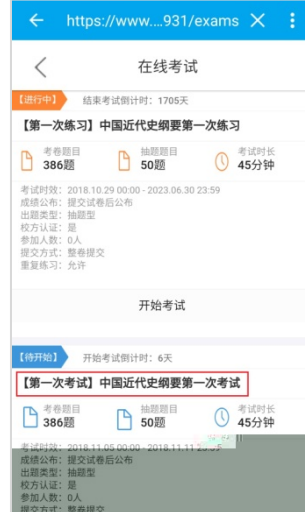 https://www....931/exams
在线考试
【进行中】 结束考试倒计时：1705天
【第一次练习】中国近代史纲要第一次练习
考卷题目 抽题题目 考试时长
386题 50题 45分钟
考试时效：2018.10.29 00:00 - 2023.06.30 23:59
成绩公布：提交试卷后公布
出题类型：抽题型
校方认证：是
参加人数：0人
提交方式：整卷提交
重复练习：允许
开始考试
【待开始】 开始考试倒计时：6天
【第一次考试】中国近代史纲要第一次考试
考卷题目 抽题题目 考试时长
386题 50题 45分钟
考试时效：2018.11.05 00:00 - 2018.11.11
成绩公布：提交试卷后公布
出题类型：抽题型
校方认证：是
参加人数：0人
提交方式：整卷提交